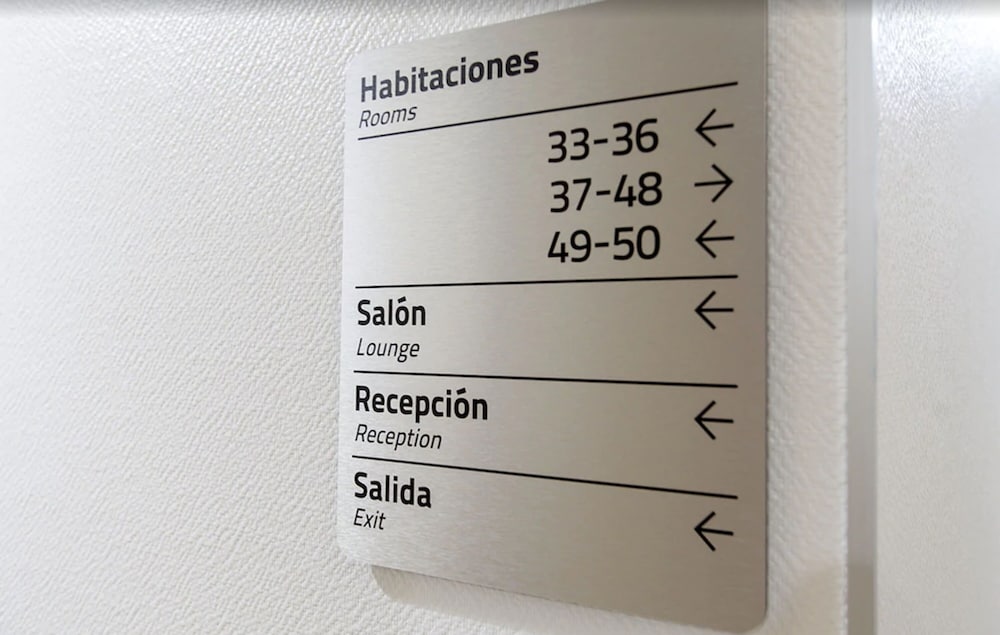 Habitaciones
Rooms
33-36 ←
37-48 →
49-50 ←
Salón ←
Lounge
Recepción ←
Reception
Salida ←
Exit